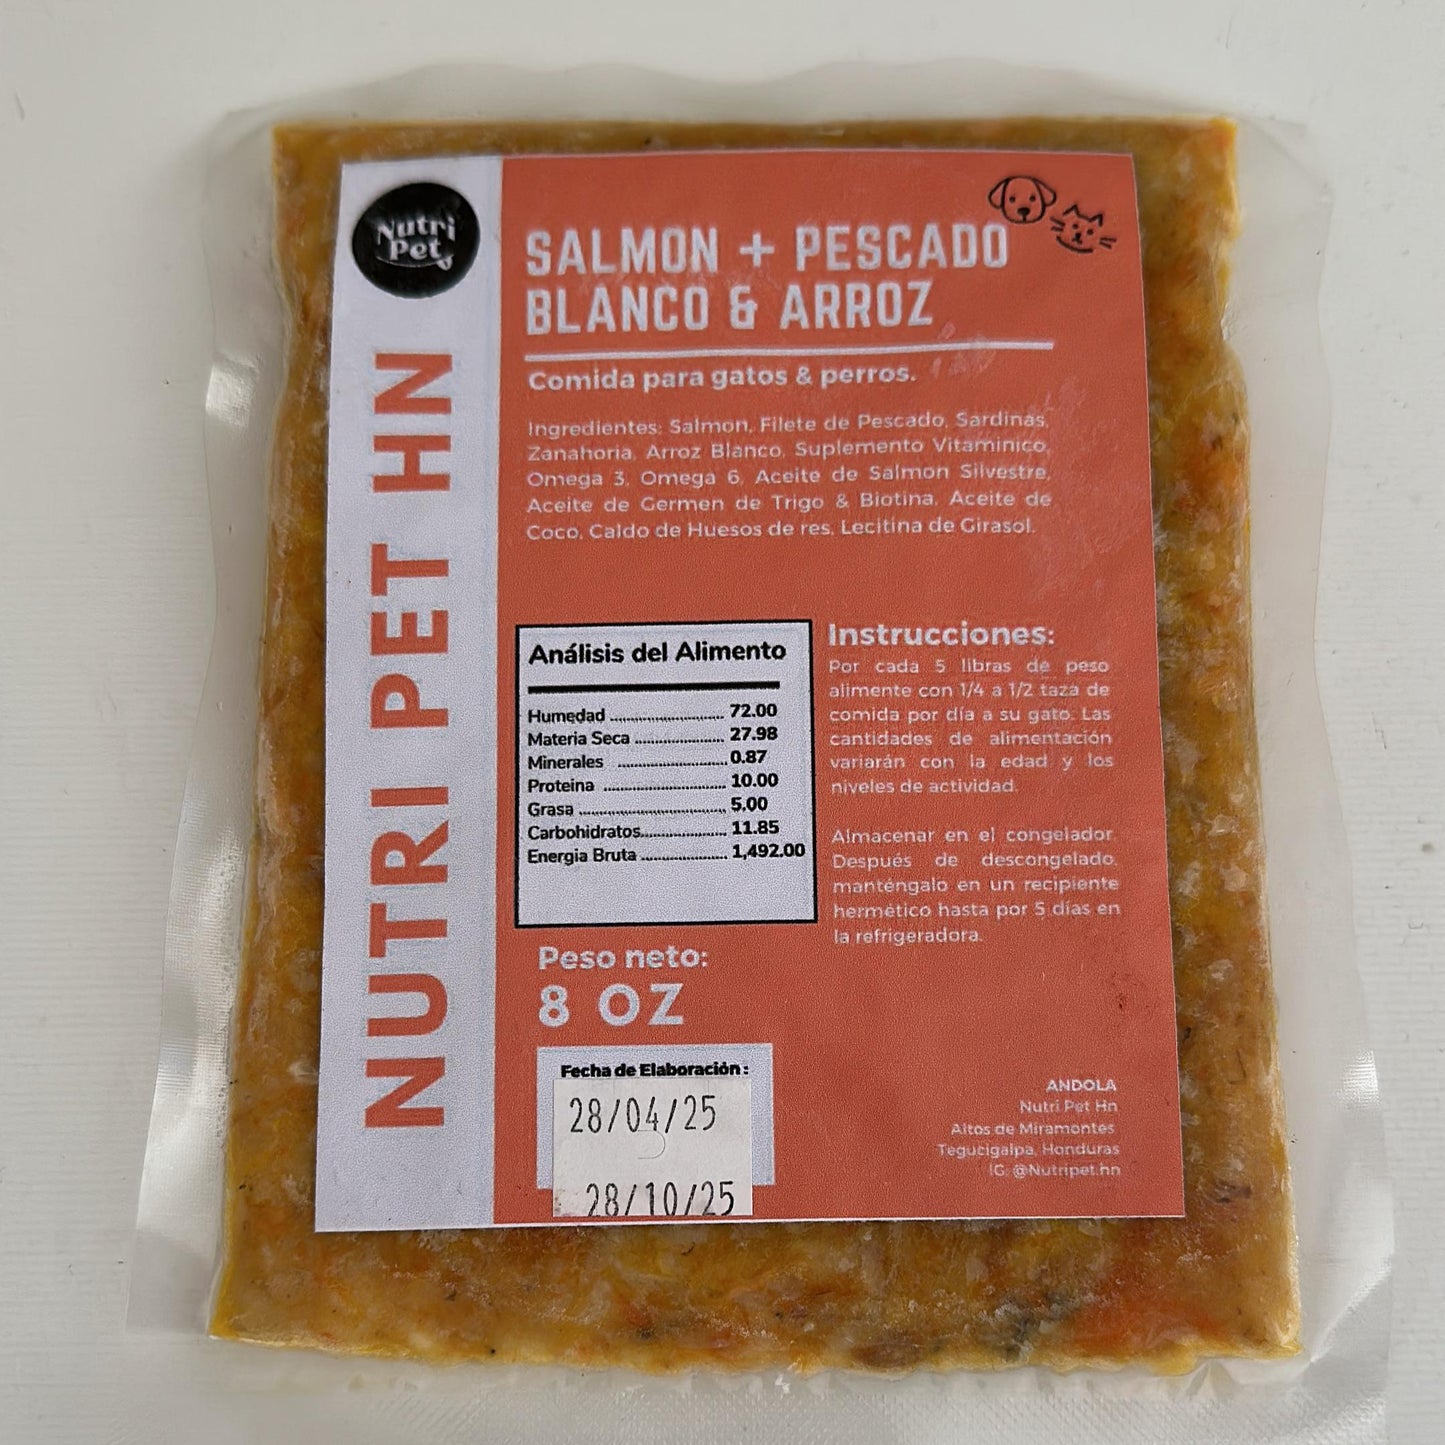 Nutri
Pet
NUTRI PET HN
SALMON + PESCADO
BLANCO & ARROZ
Comida para gatos & perros.
Ingredientes: Salmon, Filete de Pescado, Sardinas,
Zanahoria, Arroz Blanco, Suplemento Vitaminico,
Omega 3, Omega 6, Aceite de Salmon Silvestre,
Aceite de Germen de Trigo & Biotina, Aceite de
Coco, Caldo de Huesos de res, Lecitina de Girasol.
Análisis del Alimento
Humedad ............................ 72.00
Materia Seca ...................... 27.98
Minerales ........................... 0.87
Proteina ............................... 10.00
Grasa ..................................... 5,00
Carbohidratos...................... 11.85
Energia Bruta ...................... 1,492.00
Instrucciones:
Por cada 5 libras de peso
alimente con 1/4 a 1/2 taza de
comida por día a su gato. Las
cantidades de alimentación
variarán con la edad y los
niveles de actividad.
Almacenar en el congelador.
Después de descongelado,
manténgalo en un recipiente
hermético hasta por 5 días en
la refrigeradora.
Peso neto:
8 OZ
Fecha de Elaboración :
28/04/25
28/10/25
ANDOLA
Nutri Pet Hn
Altos de Miramontes
Tegucigalpa, Honduras
IG: @Nutripet.hn